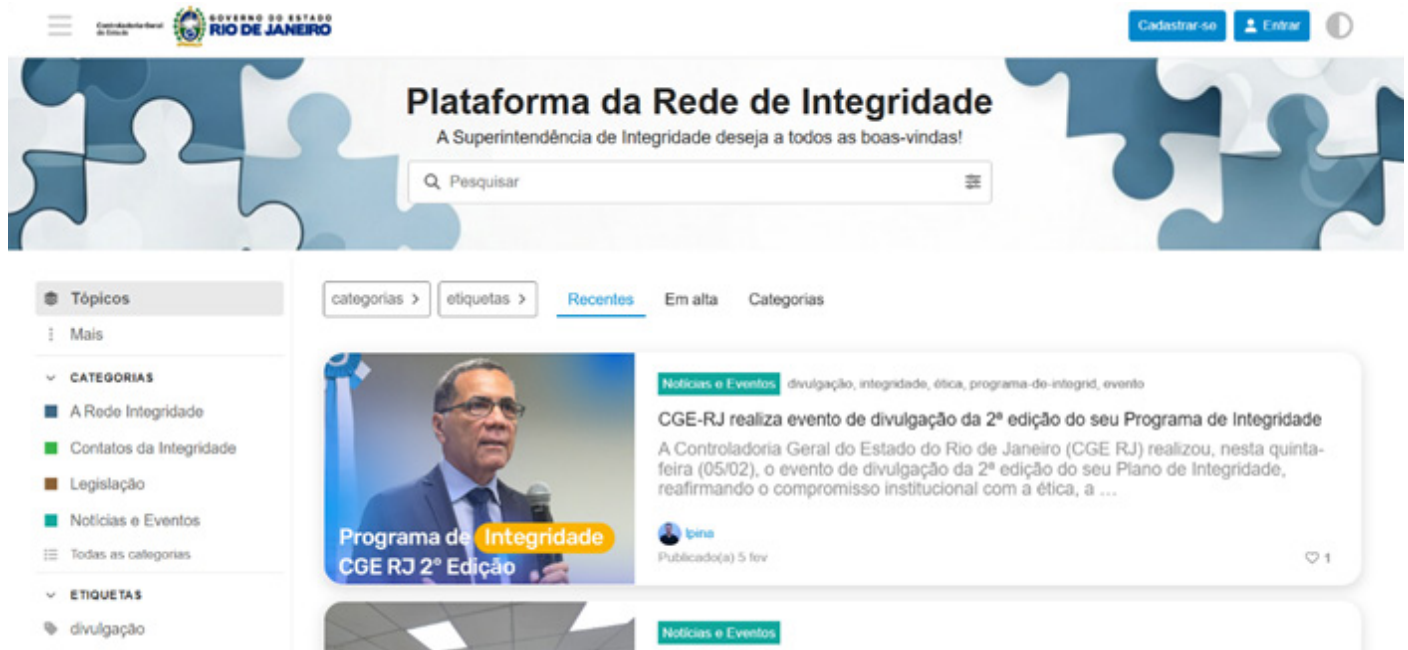 Controladoria Geral
do Estado
GOVERNO DO ESTADO
RIO DE JANEIRO
Cadastrar-se
Entrar
Plataforma da Rede de Integridade
A Superintendência de Integridade deseja a todos as boas-vindas!
Pesquisar
Tópicos
Mais
CATEGORIAS
A Rede Integridade
Contatos da Integridade
Legislação
Notícias e Eventos
Todas as categorias
ETIQUETAS
divulgação
categorias >
etiquetas >
Recentes
Em alta
Categorias
Programa de Integridade
CGE RJ 2° Edição
Notícias e Eventos divulgação, integridade, ética, programa-de-integrid, evento
CGE-RJ realiza evento de divulgação da 2ª edição do seu Programa de Integridade
A Controladoria Geral do Estado do Rio de Janeiro (CGE RJ) realizou, nesta quinta-
feira (05/02), o evento de divulgação da 2ª edição do seu Plano de Integridade,
reafirmando o compromisso institucional com a ética, a …
lpina
Publicado(a) 5 fev
1
Notícias e Eventos